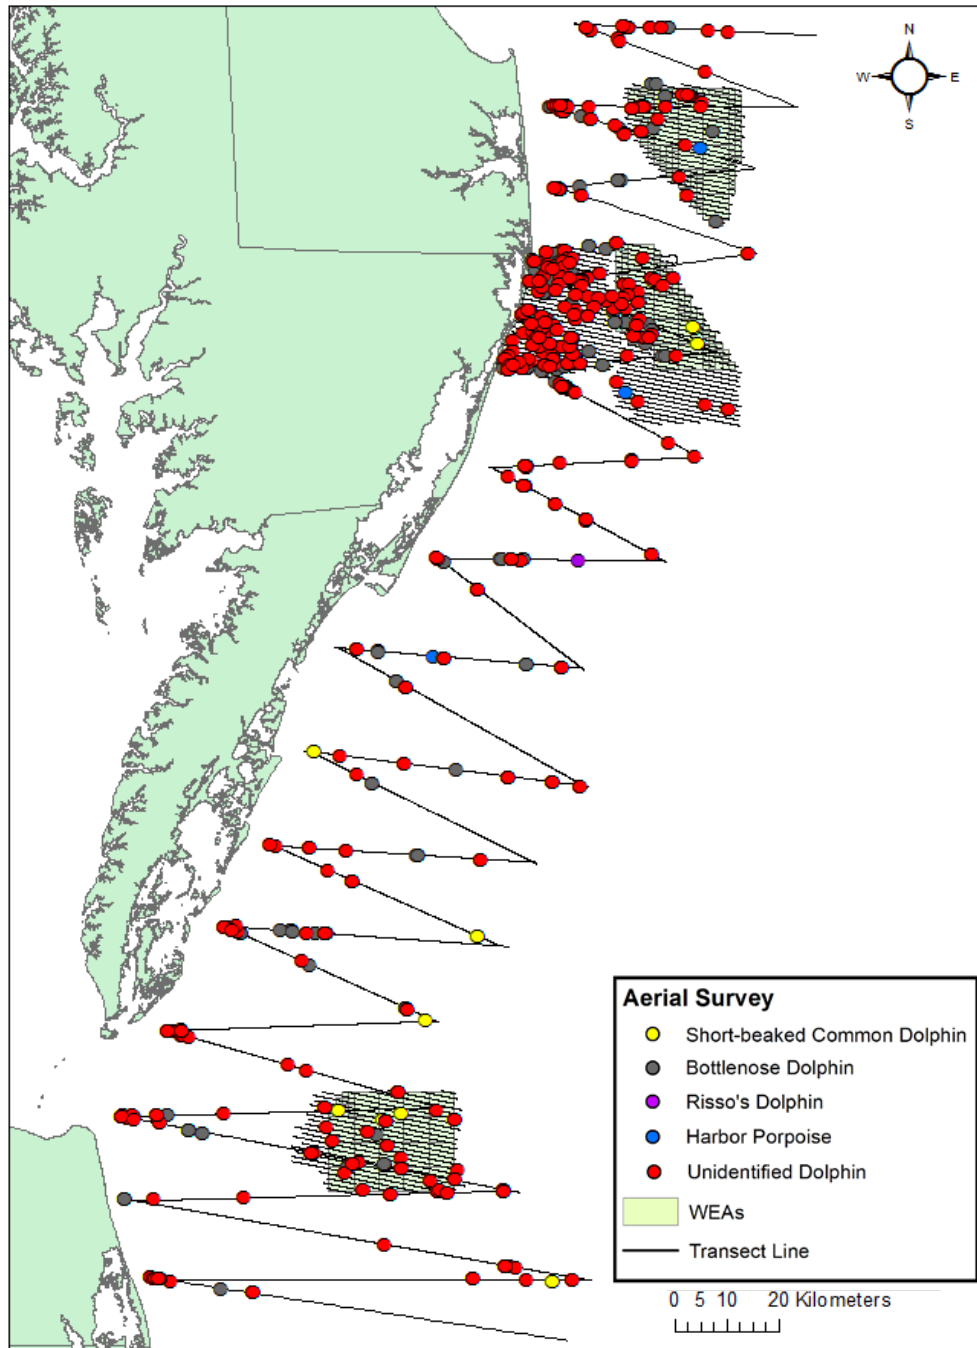 N
W
E
S
Aerial Survey
Short-beaked Common Dolphin
Bottlenose Dolphin
Risso's Dolphin
Harbor Porpoise
Unidentified Dolphin
WEAs
Transect Line
0 5 10 20 Kilometers